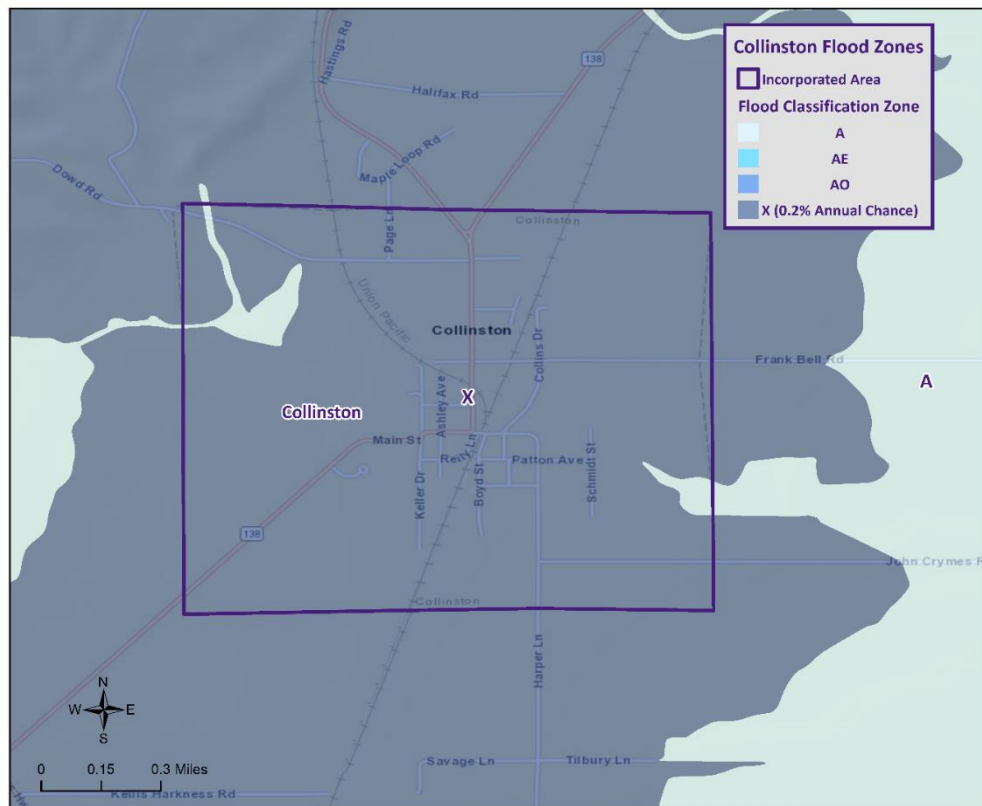 Collinston Flood Zones
Incorporated Area
Flood Classification Zone
A
AE
AO
X (0.2% Annual Chance)
Hastings Rd
138
Halifax Rd
Maple Loop Rd
Dowd Rd
Page Ln
Collinston
Union Pacific
Collinston
Collins Dr
Frank Bell Rd
A
Ashley Ave
X
Collinston
Main St
Reily Ln
Patton Ave
Keller Dr
Boyd St
Schmidt St
138
John Crymes R
Collinston
Harper Ln
N
W E
S
Savage Ln
Tilbury Ln
0 0.15 0.3 Miles
Kellis Harkness Rd